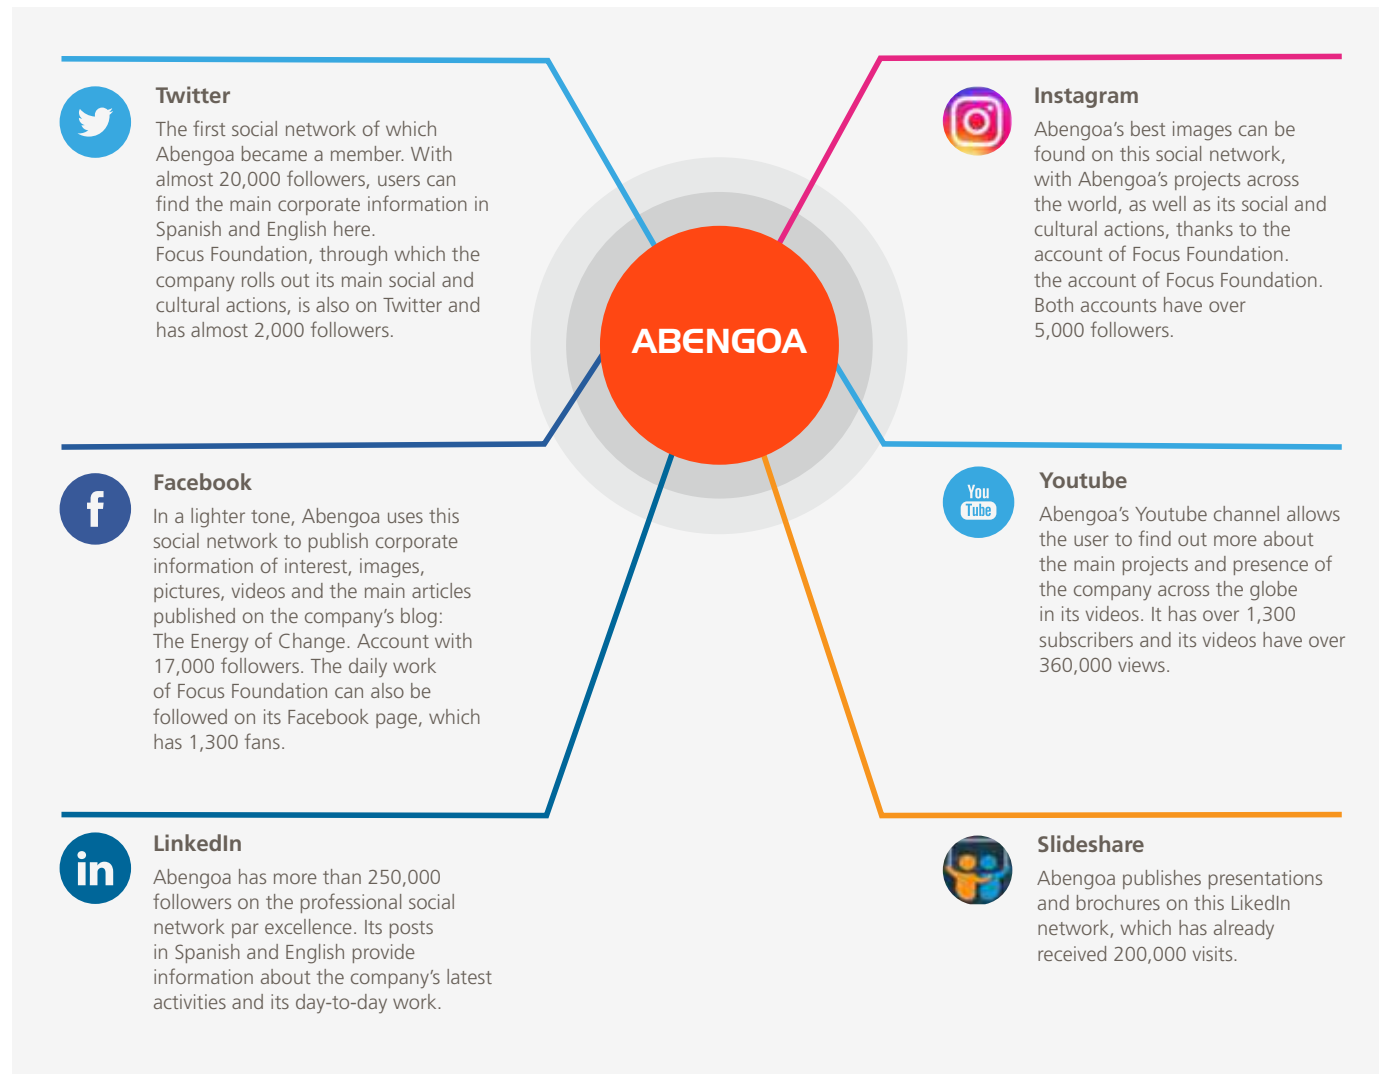 Twitter
The first social network of which
Abengoa became a member. With
almost 20,000 followers, users can
find the main corporate information in
Spanish and English here.
Focus Foundation, through which the
company rolls out its main social and
cultural actions, is also on Twitter and
has almost 2,000 followers.
Facebook
In a lighter tone, Abengoa uses this
social network to publish corporate
information of interest, images,
pictures, videos and the main articles
published on the company’s blog:
The Energy of Change. Account with
17,000 followers. The daily work
of Focus Foundation can also be
followed on its Facebook page, which
has 1,300 fans.
in
LinkedIn
Abengoa has more than 250,000
followers on the professional social
network par excellence. Its posts
in Spanish and English provide
information about the company’s latest
activities and its day-to-day work.
ABENGOA
Instagram
Abengoa’s best images can be
found on this social network,
with Abengoa’s projects across
the world, as well as its social and
cultural actions, thanks to the
account of Focus Foundation.
the account of Focus Foundation.
Both accounts have over
5,000 followers.
You
Tube
Youtube
Abengoa’s Youtube channel allows
the user to find out more about
the main projects and presence of
the company across the globe
in its videos. It has over 1,300
subscribers and its videos have over
360,000 views.
Slideshare
Abengoa publishes presentations
and brochures on this LikedIn
network, which has already
received 200,000 visits.